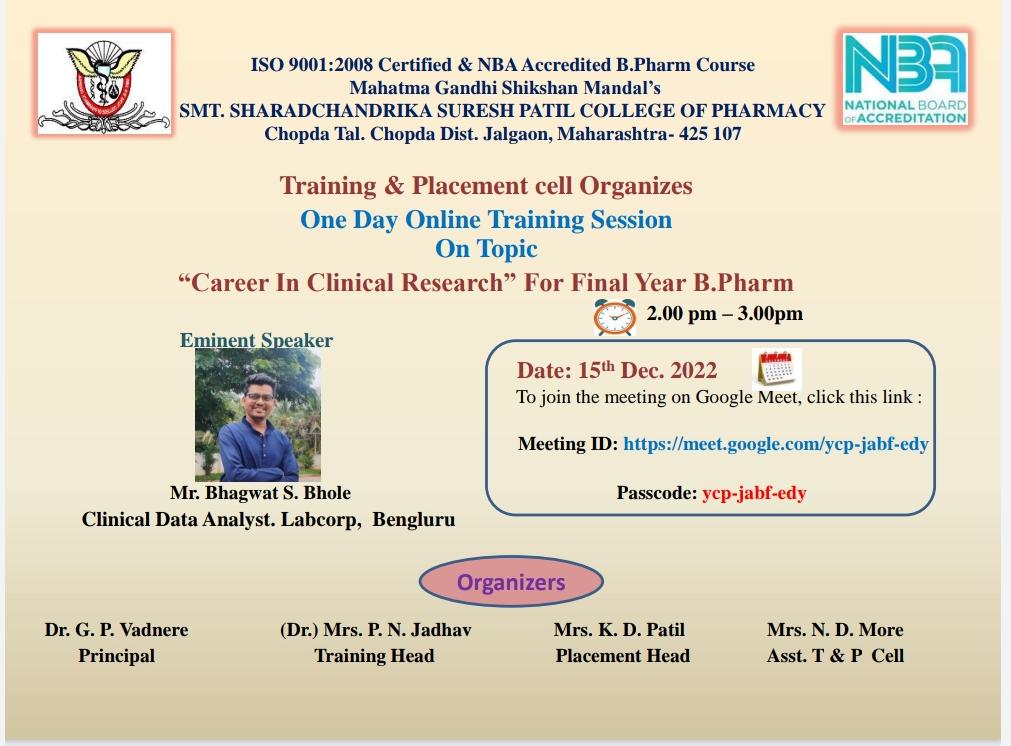 ISO 9001:2008 Certified & NBA Accredited B.Pharm Course
Mahatma Gandhi Shikshan Mandal’s
SMT. SHARADCHANDRIKA SURESH PATIL COLLEGE OF PHARMACY
Chopda Tal. Chopda Dist. Jalgaon, Maharashtra- 425 107
NBA
NATIONAL BOARD
OF ACCREDITATION
Training & Placement cell Organizes
One Day Online Training Session
On Topic
“Career In Clinical Research” For Final Year B.Pharm
2.00 pm – 3.00pm
Eminent Speaker
Mr. Bhagwat S. Bhole
Clinical Data Analyst. Labcorp, Bengluru
Date: 15th Dec. 2022
To join the meeting on Google Meet, click this link :
Meeting ID: https://meet.google.com/ycp-jabf-edy
Passcode: ycp-jabf-edy
Organizers
Dr. G. P. Vadnere
Principal
(Dr.) Mrs. P. N. Jadhav
Training Head
Mrs. K. D. Patil
Placement Head
Mrs. N. D. More
Asst. T & P Cell